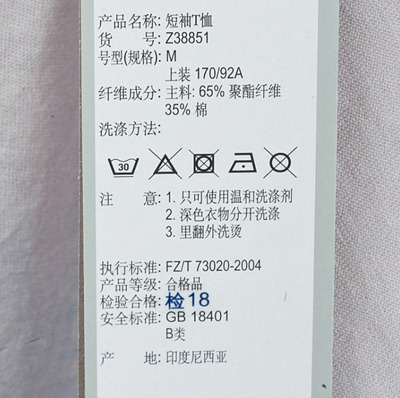 产品名称: 短袖T恤
货 号: Z38851
号型(规格): M
上装 170/92A
纤维成分: 主料: 65% 聚酯纤维
35% 棉
洗涤方法:
30
注 意: 1. 只可使用温和洗涤剂
2. 深色衣物分开洗涤
3. 里翻外洗烫
执行标准: FZ/T 73020-2004
产品等级: 合格品
检验合格: 检18
安全标准: GB 18401
B类
产 地: 印度尼西亚